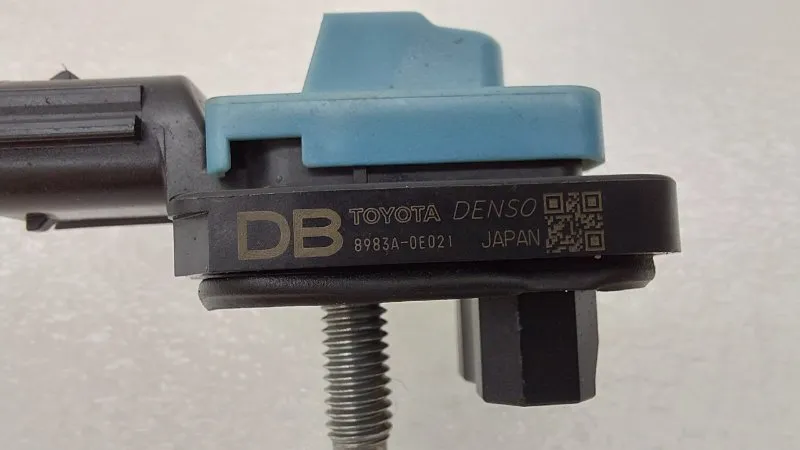 DB TOYOTA DENSO
8983A-0E021 JAPAN